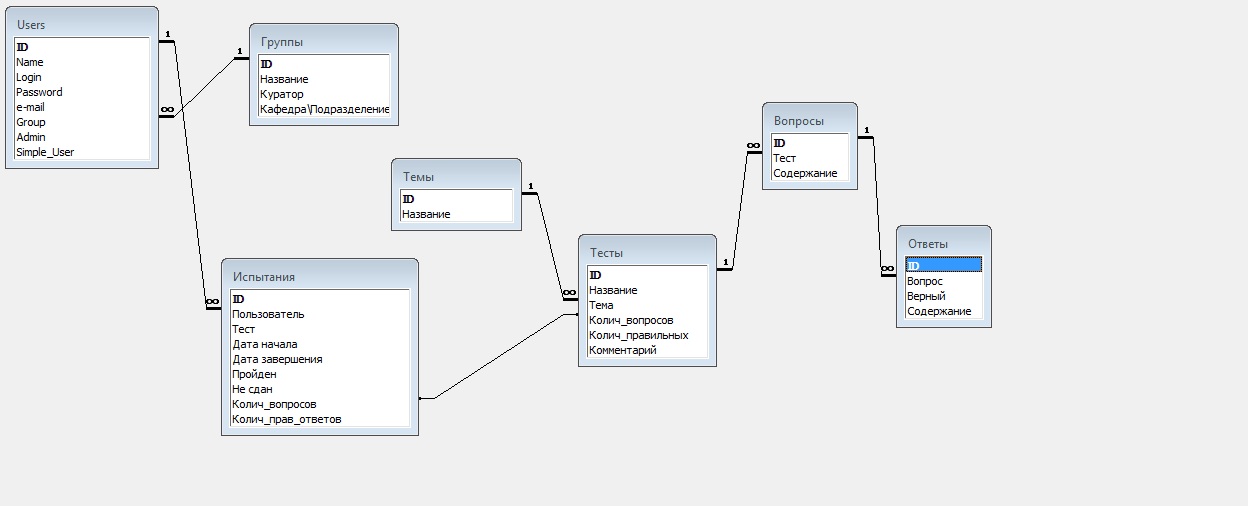 Users
ID
Name
Login
Password
e-mail
Group
Admin
Simple_User
1
∞
1
Группы
ID
Название
Куратор
Кафедра\Подразделение
Темы
ID
Название
1
∞
Испытания
ID
Пользователь
Тест
Дата начала
Дата завершения
Пройден
Не сдан
Колич_вопросов
Колич_прав_ответов
∞
Тесты
ID
Название
Тема
Колич_вопросов
Колич_правильных
Комментарий
1
∞
Вопросы
ID
Тест
Содержание
1
∞
Ответы
ID
Вопрос
Верный
Содержание